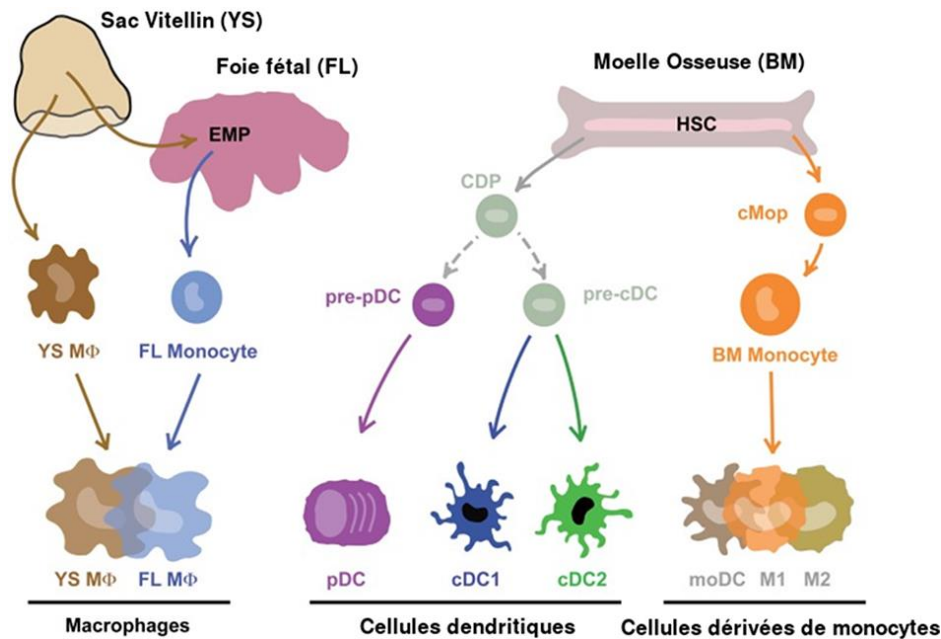 Sac Vitellin (YS)
Foie fétal (FL)
Moelle Osseuse (BM)
EMP
HSC
CDP
cMop
pre-pDC
pre-cDC
YS MΦ
FL Monocyte
BM Monocyte
YS MΦ
FL MΦ
pDC
cDC1
cDC2
moDC
M1
M2
Macrophages
Cellules dendritiques
Cellules dérivées de monocytes